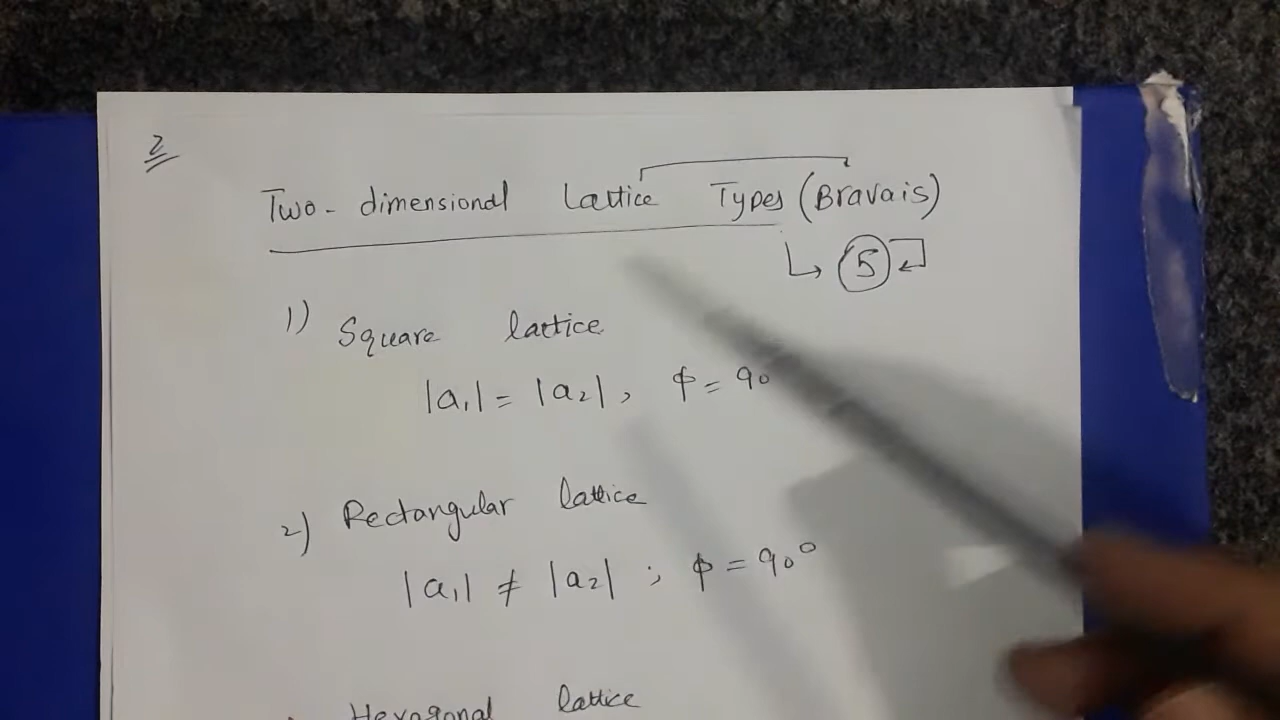 2
Two-dimensional Lattice Types (Bravais)
5
1) Square lattice
|a₁| = |a₂|, ϕ = 90
2) Rectangular lattice
|a₁| ≠ |a₂| ; ϕ = 90°
Hexagonal lattice